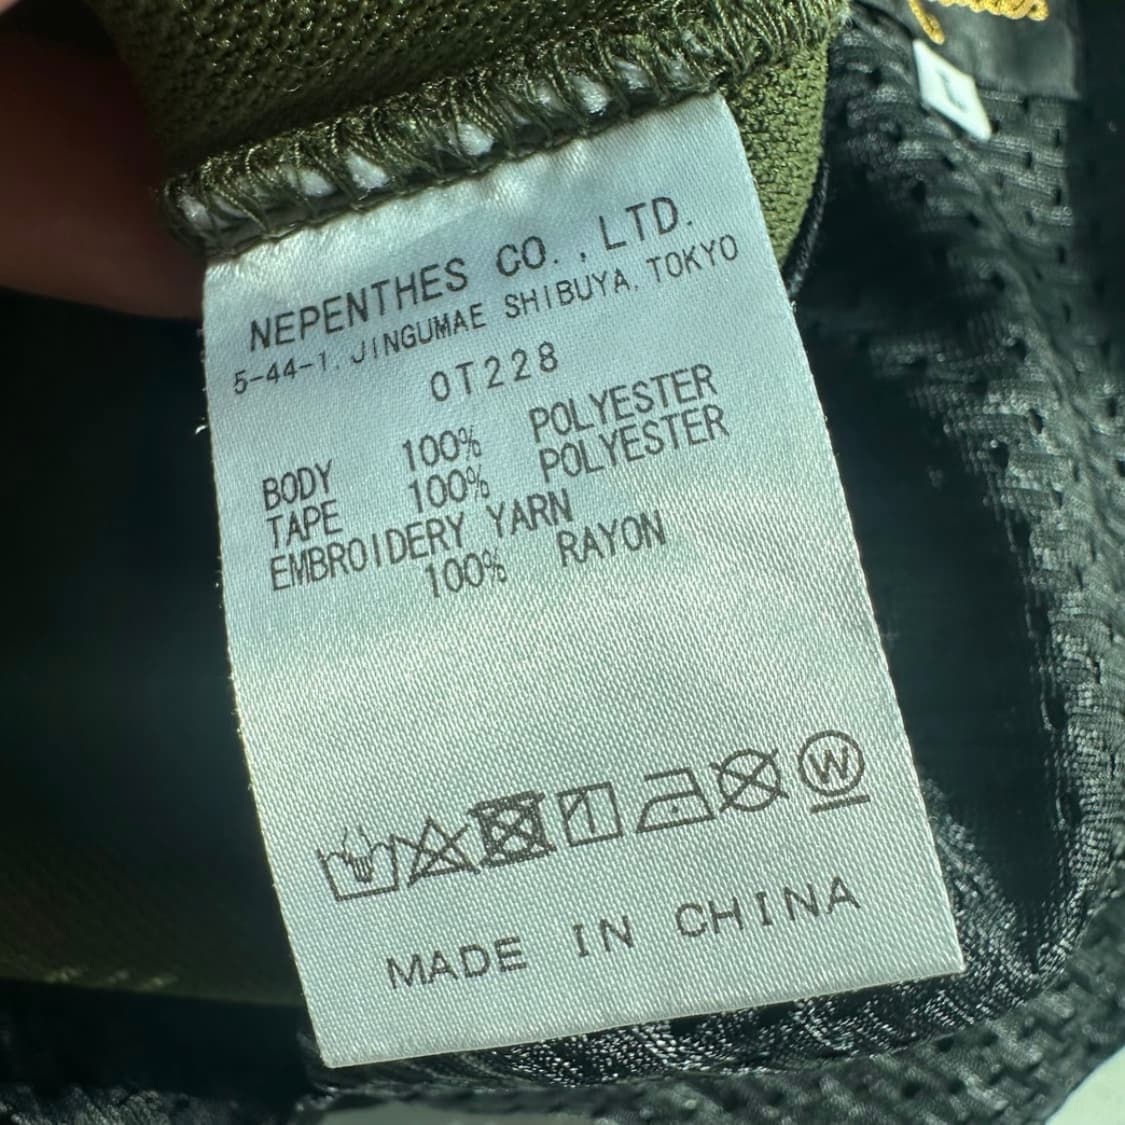 NEPENTHES CO., LTD.
5-44-1, JINGUMAE SHIBUYA, TOKYO
OT228
BODY 100% POLYESTER
TAPE 100% POLYESTER
EMBROIDERY YARN
100% RAYON
W
MADE IN CHINA